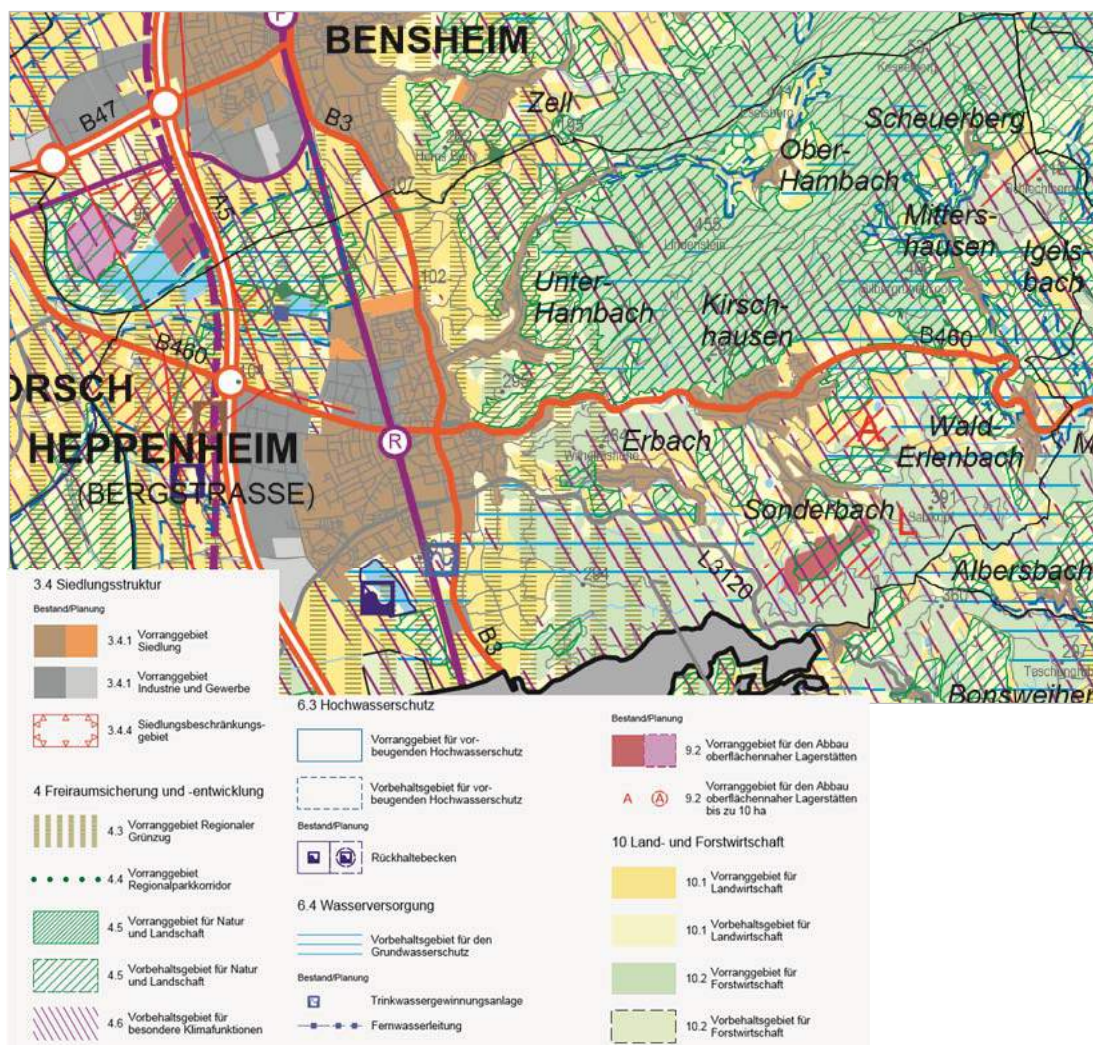 BENSHEIM
B47
B3
Zell
195
Scheuerberg
Ober-
Hambach
107
A5
Mitters-
hausen
Igels-
bach
102
455
Lindenstein
Unter-
Hambach
Kirsch-
hausen
B460
B460
ORSCH
HEPPENHEIM
(BERGSTRASSE)
R
Erbach
A
Wald-
Erlenbach
M
Sonderbach
391
L
L3120
Albersbach
B3
Bonsweiher
3.4 Siedlungsstruktur
Bestand/Planung
3.4.1 Vorranggebiet
Siedlung
3.4.1 Vorranggebiet
Industrie und Gewerbe
3.4.4 Siedlungsbeschränkungs-
gebiet
4 Freiraumsicherung und -entwicklung
4.3 Vorranggebiet Regionaler
Grünzug
4.4 Vorranggebiet
Regionalparkkorridor
4.5 Vorranggebiet für Natur
und Landschaft
4.5 Vorbehaltsgebiet für Natur
und Landschaft
4.6 Vorbehaltsgebiet für
besondere Klimafunktionen
6.3 Hochwasserschutz
Vorranggebiet für vor-
beugenden Hochwasserschutz
Vorbehaltsgebiet für vor-
beugenden Hochwasserschutz
Bestand/Planung
Rückhaltebecken
6.4 Wasserversorgung
Vorbehaltsgebiet für den
Grundwasserschutz
Bestand/Planung
Trinkwassergewinnungsanlage
Fernwasserleitung
Bestand/Planung
9.2 Vorranggebiet für den Abbau
oberflächennaher Lagerstätten
A A 9.2 Vorranggebiet für den Abbau
oberflächennaher Lagerstätten
bis zu 10 ha
10 Land- und Forstwirtschaft
10.1 Vorranggebiet für
Landwirtschaft
10.1 Vorbehaltsgebiet für
Landwirtschaft
10.2 Vorranggebiet für
Forstwirtschaft
10.2 Vorbehaltsgebiet für
Forstwirtschaft